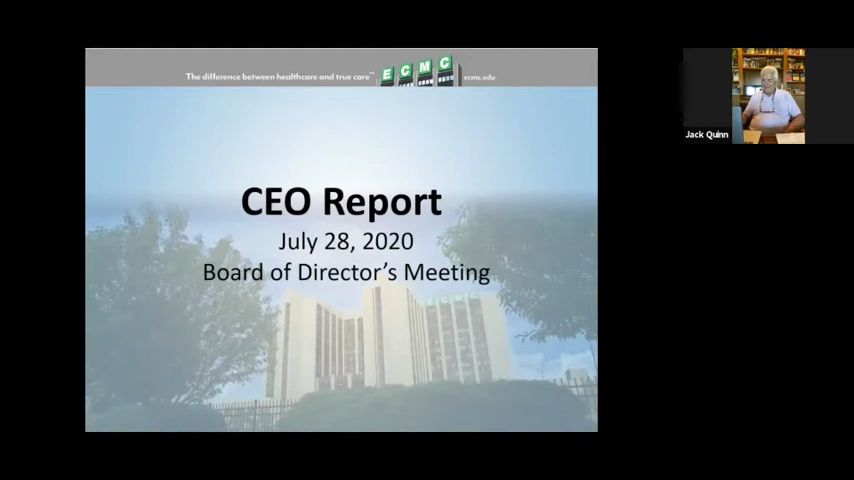 The difference between healthcare and true care™
ECMC
ecmc.edu
CEO Report
July 28, 2020
Board of Director's Meeting
ECMC
Jack Quinn